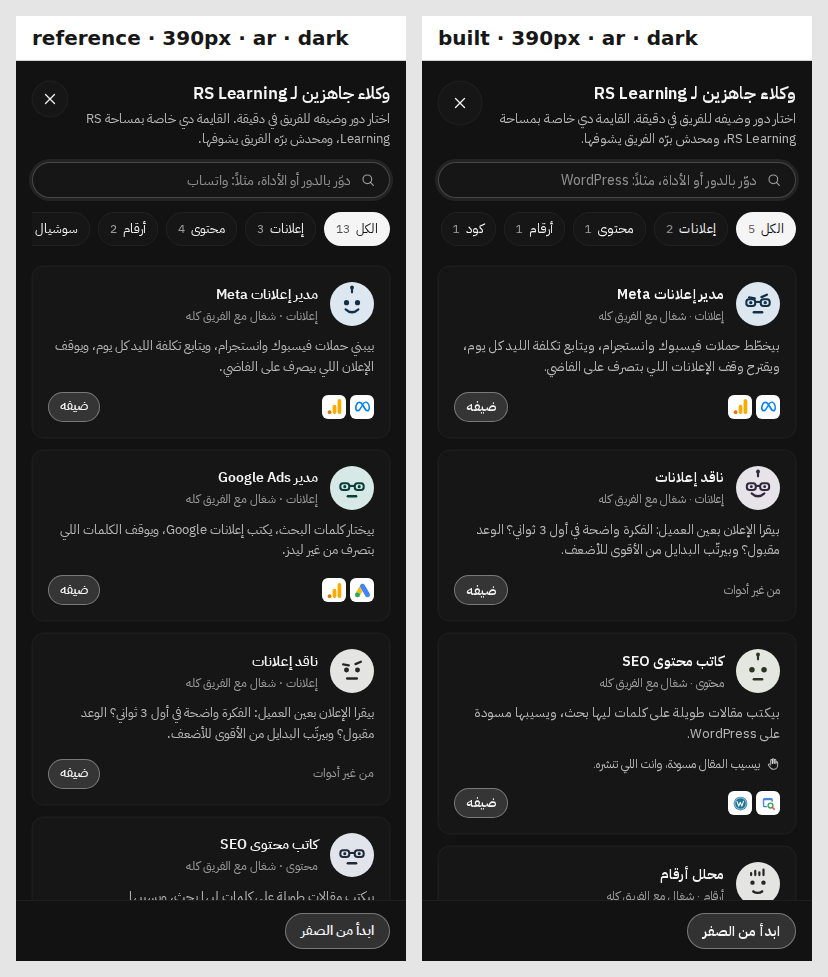 reference · 390px · ar · dark
وكلاء جاهزين لـ RS Learning
اختار دور وضيفه للفريق في دقيقة. القايمة دي خاصة بمساحة RS
Learning، ومحدش برّه الفريق يشوفها.
دوّر بالدور أو الأداة، مثلاً: واتساب
الكل 13
إعلانات 3
محتوى 4
أرقام 2
سوشيال
مدير إعلانات Meta
إعلانات · شغال مع الفريق كله
بيبني حملات فيسبوك وانستجرام، ويتابع تكلفة الليد كل يوم، ويوقف
الإعلان اللي بيصرف على الفاضي.
ضيفه
مدير Google Ads
إعلانات · شغال مع الفريق كله
بيختار كلمات البحث، يكتب إعلانات Google، ويوقف الكلمات اللي
بتصرف من غير ليدز.
ضيفه
ناقد إعلانات
إعلانات · شغال مع الفريق كله
بيقرا الإعلان بعين العميل: الفكرة واضحة في أول 3 ثواني؟ الوعد
مقبول؟ وبيرتّب البدايل من الأقوى للأضعف.
من غير أدوات
ضيفه
كاتب محتوى SEO
محتوى · شغال مع الفريق كله
بيكتب مقالات طويلة على كلمات ليها بحث، ويسيبها
ابدأ من الصفر
built · 390px · ar · dark
وكلاء جاهزين لـ RS Learning
اختار دور وضيفه للفريق في دقيقة. القايمة دي خاصة بمساحة
RS Learning، ومحدش برّه الفريق يشوفها.
دوّر بالدور أو الأداة، مثلاً: WordPress
الكل 5
إعلانات 2
محتوى 1
أرقام 1
كود 1
مدير إعلانات Meta
إعلانات · شغال مع الفريق كله
بيخطّط حملات فيسبوك وانستجرام، ويتابع تكلفة الليد كل يوم،
ويقترح وقف الإعلانات اللي بتصرف على الفاضي.
ضيفه
ناقد إعلانات
إعلانات · شغال مع الفريق كله
بيقرا الإعلان بعين العميل: الفكرة واضحة في أول 3 ثواني؟ الوعد
مقبول؟ وبيرتّب البدايل من الأقوى للأضعف.
من غير أدوات
ضيفه
كاتب محتوى SEO
محتوى · شغال مع الفريق كله
بيكتب مقالات طويلة على كلمات ليها بحث، ويسيبها مسودة
على WordPress.
بيسيب المقال مسودة، وانت اللي تنشره.
ضيفه
محلل أرقام
أرقام · شغال مع الفريق كله
ابدأ من الصفر